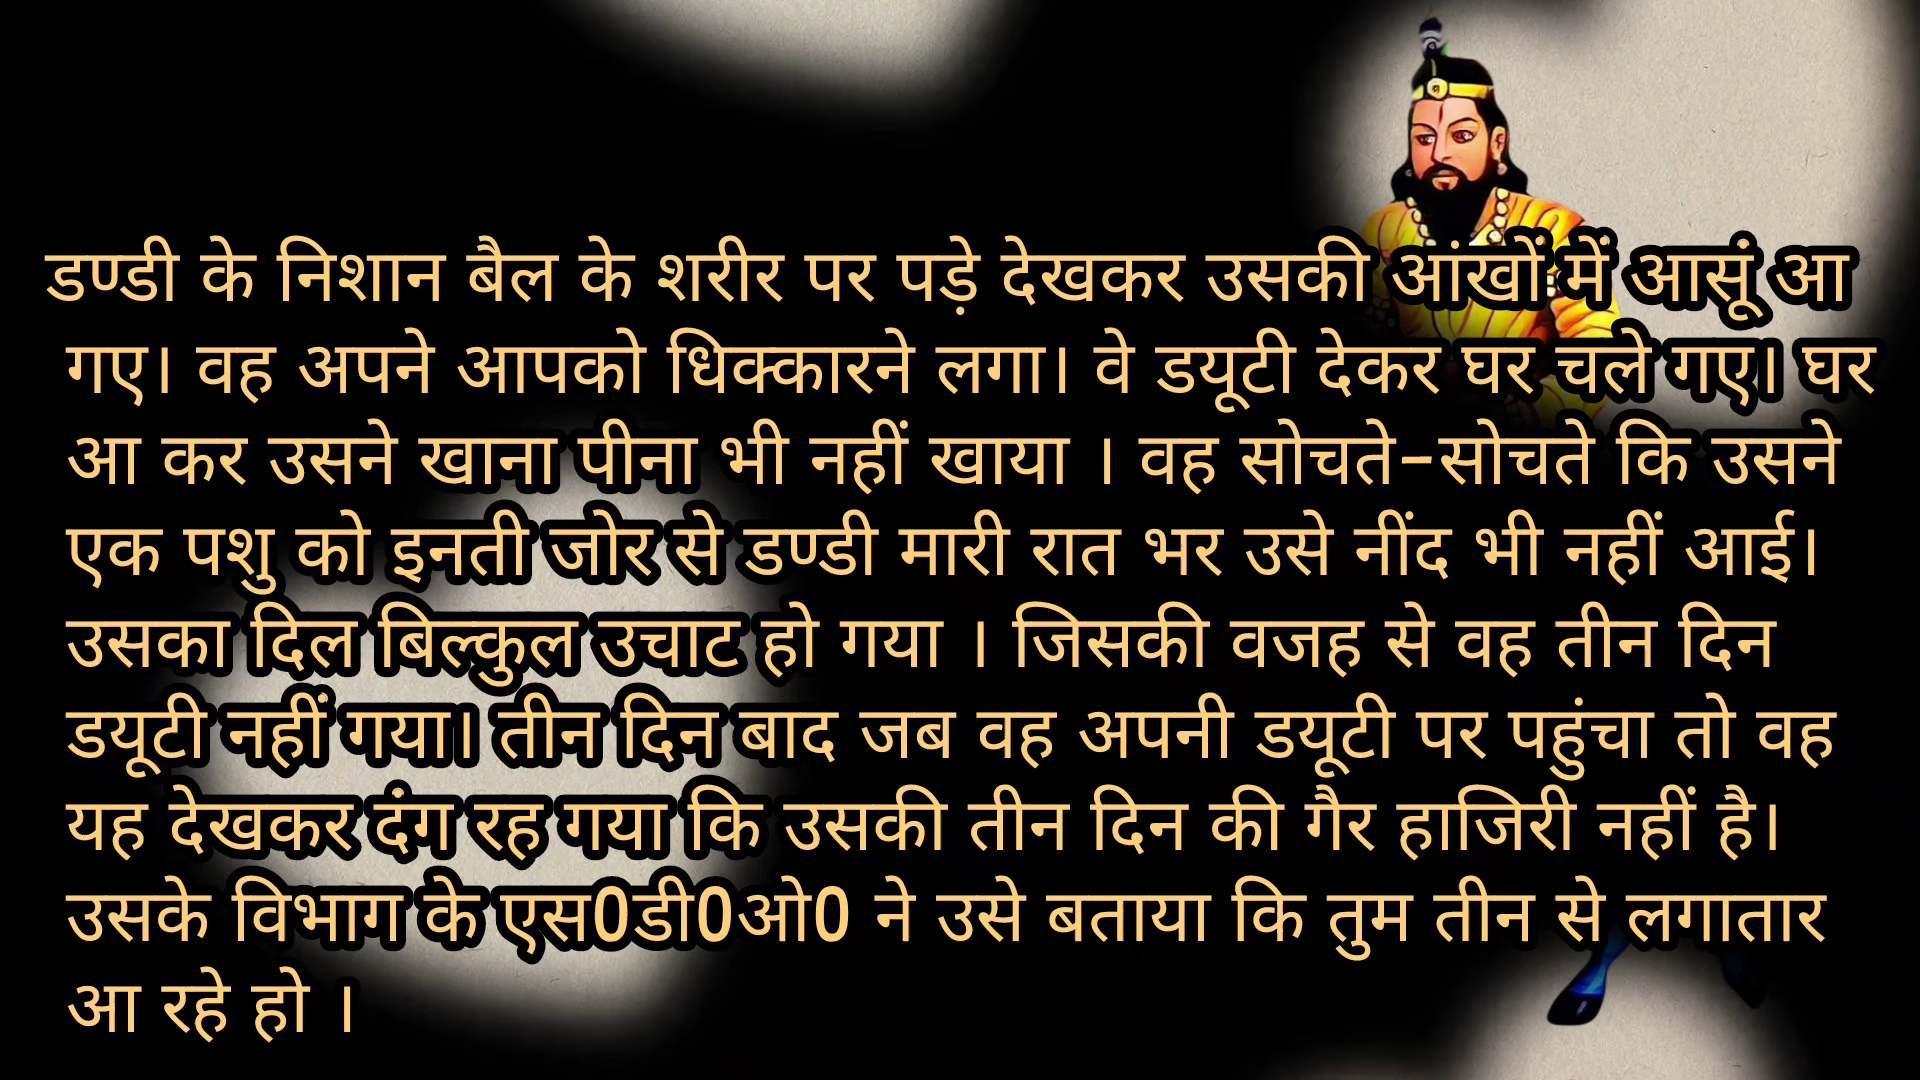 डण्डी के निशान बैल के शरीर पर पड़े देखकर उसकी आंखों में आसूं आ
गए। वह अपने आपको धिक्कारने लगा। वे डयूटी देकर घर चले गए। घर
आ कर उसने खाना पीना भी नहीं खाया । वह सोचते-सोचते कि उसने
एक पशु को इनती जोर से डण्डी मारी रात भर उसे नींद भी नहीं आई।
उसका दिल बिल्कुल उचाट हो गया । जिसकी वजह से वह तीन दिन
डयूटी नहीं गया। तीन दिन बाद जब वह अपनी डयूटी पर पहुंचा तो वह
यह देखकर दंग रह गया कि उसकी तीन दिन की गैर हाजिरी नहीं है।
उसके विभाग के एस0डी0ओ0 ने उसे बताया कि तुम तीन से लगातार
आ रहे हो ।